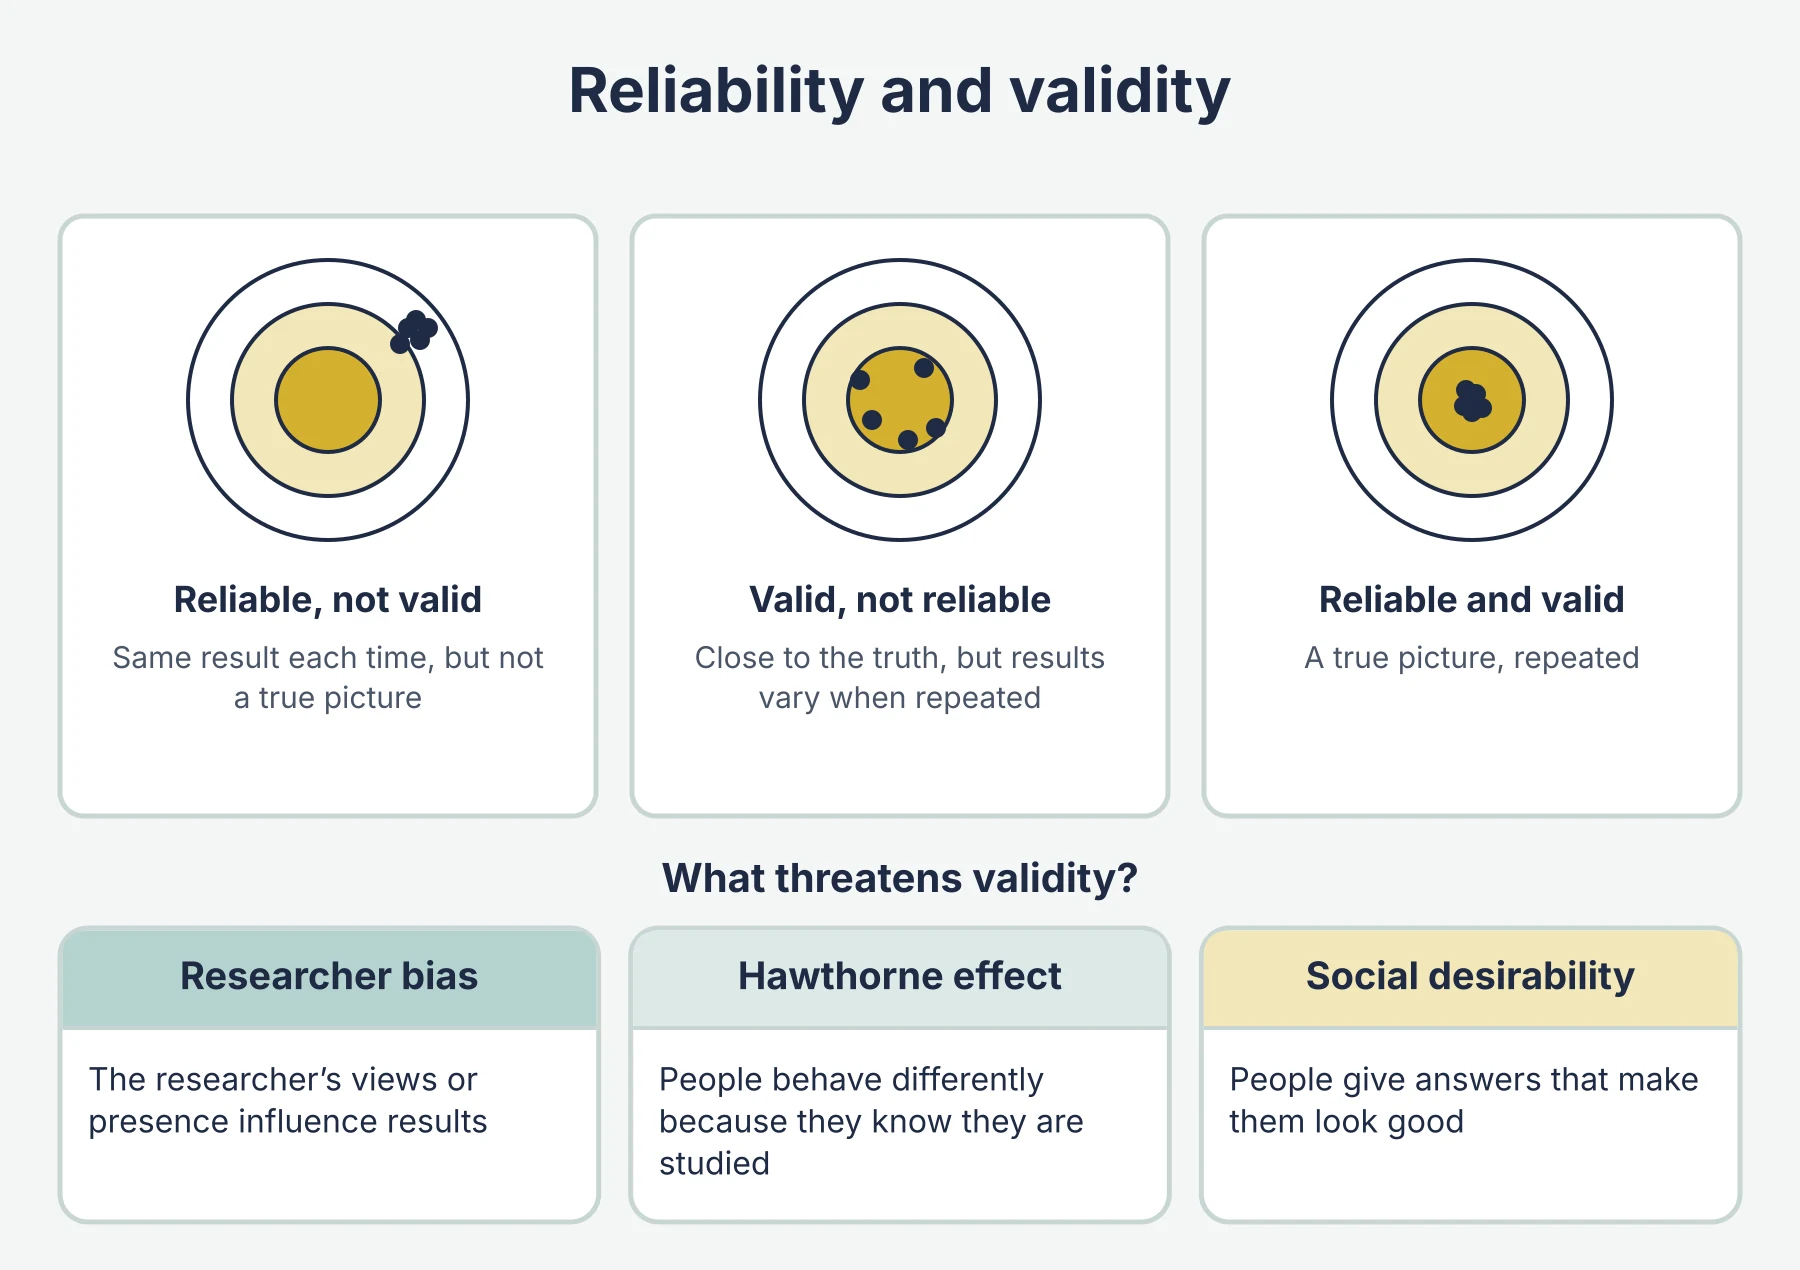 Reliability and validity
Reliable, not valid
Same result each time, but not
a true picture
Valid, not reliable
Close to the truth, but results
vary when repeated
Reliable and valid
A true picture, repeated
What threatens validity?
Researcher bias
The researcher’s views or
presence influence results
Hawthorne effect
People behave differently
because they know they are
studied
Social desirability
People give answers that make
them look good